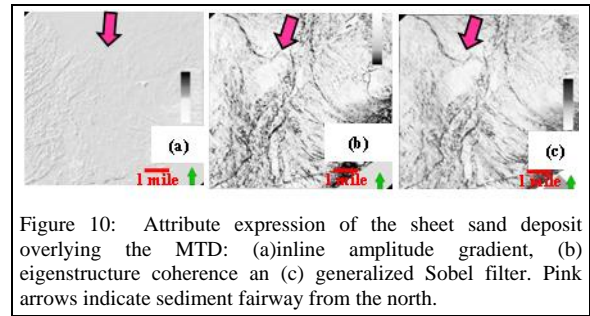 (a)
1 mile
(b)
1 mile
(c)
1 mile
Figure 10: Attribute expression of the sheet sand deposit
overlying the MTD: (a)inline amplitude gradient, (b)
eigenstructure coherence an (c) generalized Sobel filter. Pink
arrows indicate sediment fairway from the north.